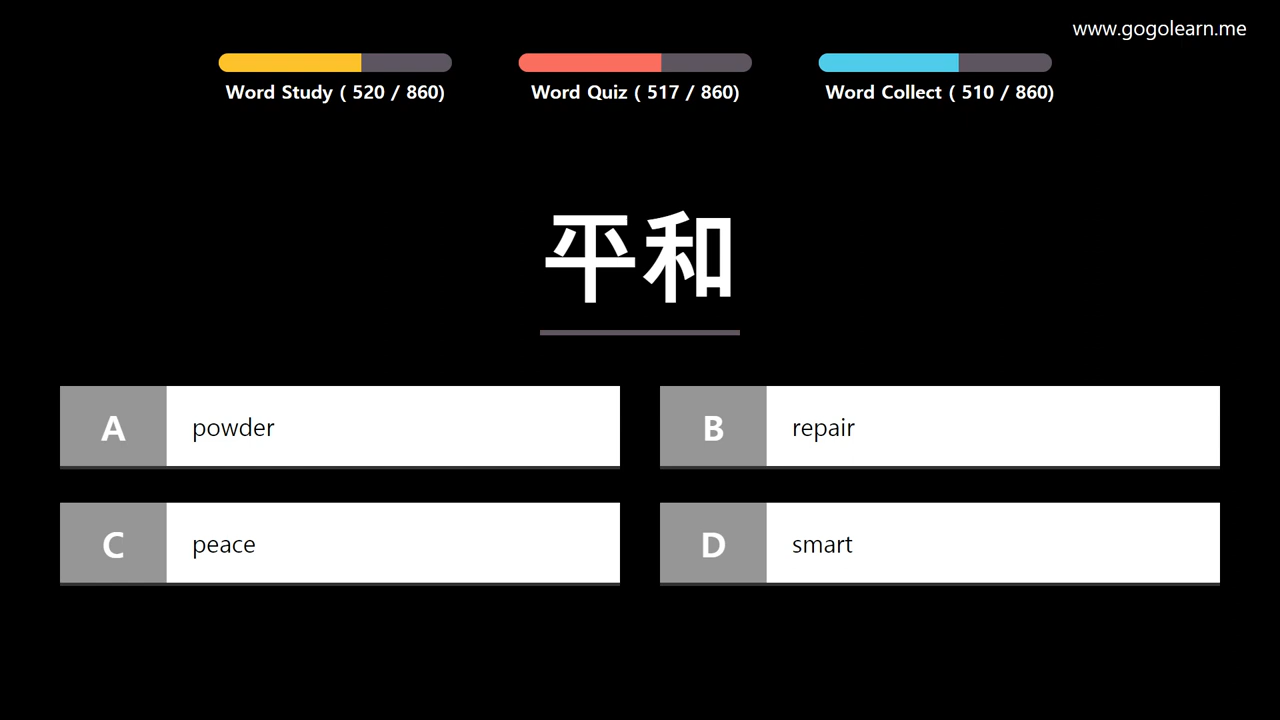 www.gogolearn.me
Word Study ( 520 / 860)
Word Quiz ( 517 / 860)
Word Collect ( 510 / 860)
平和
A powder
B repair
C peace
D smart